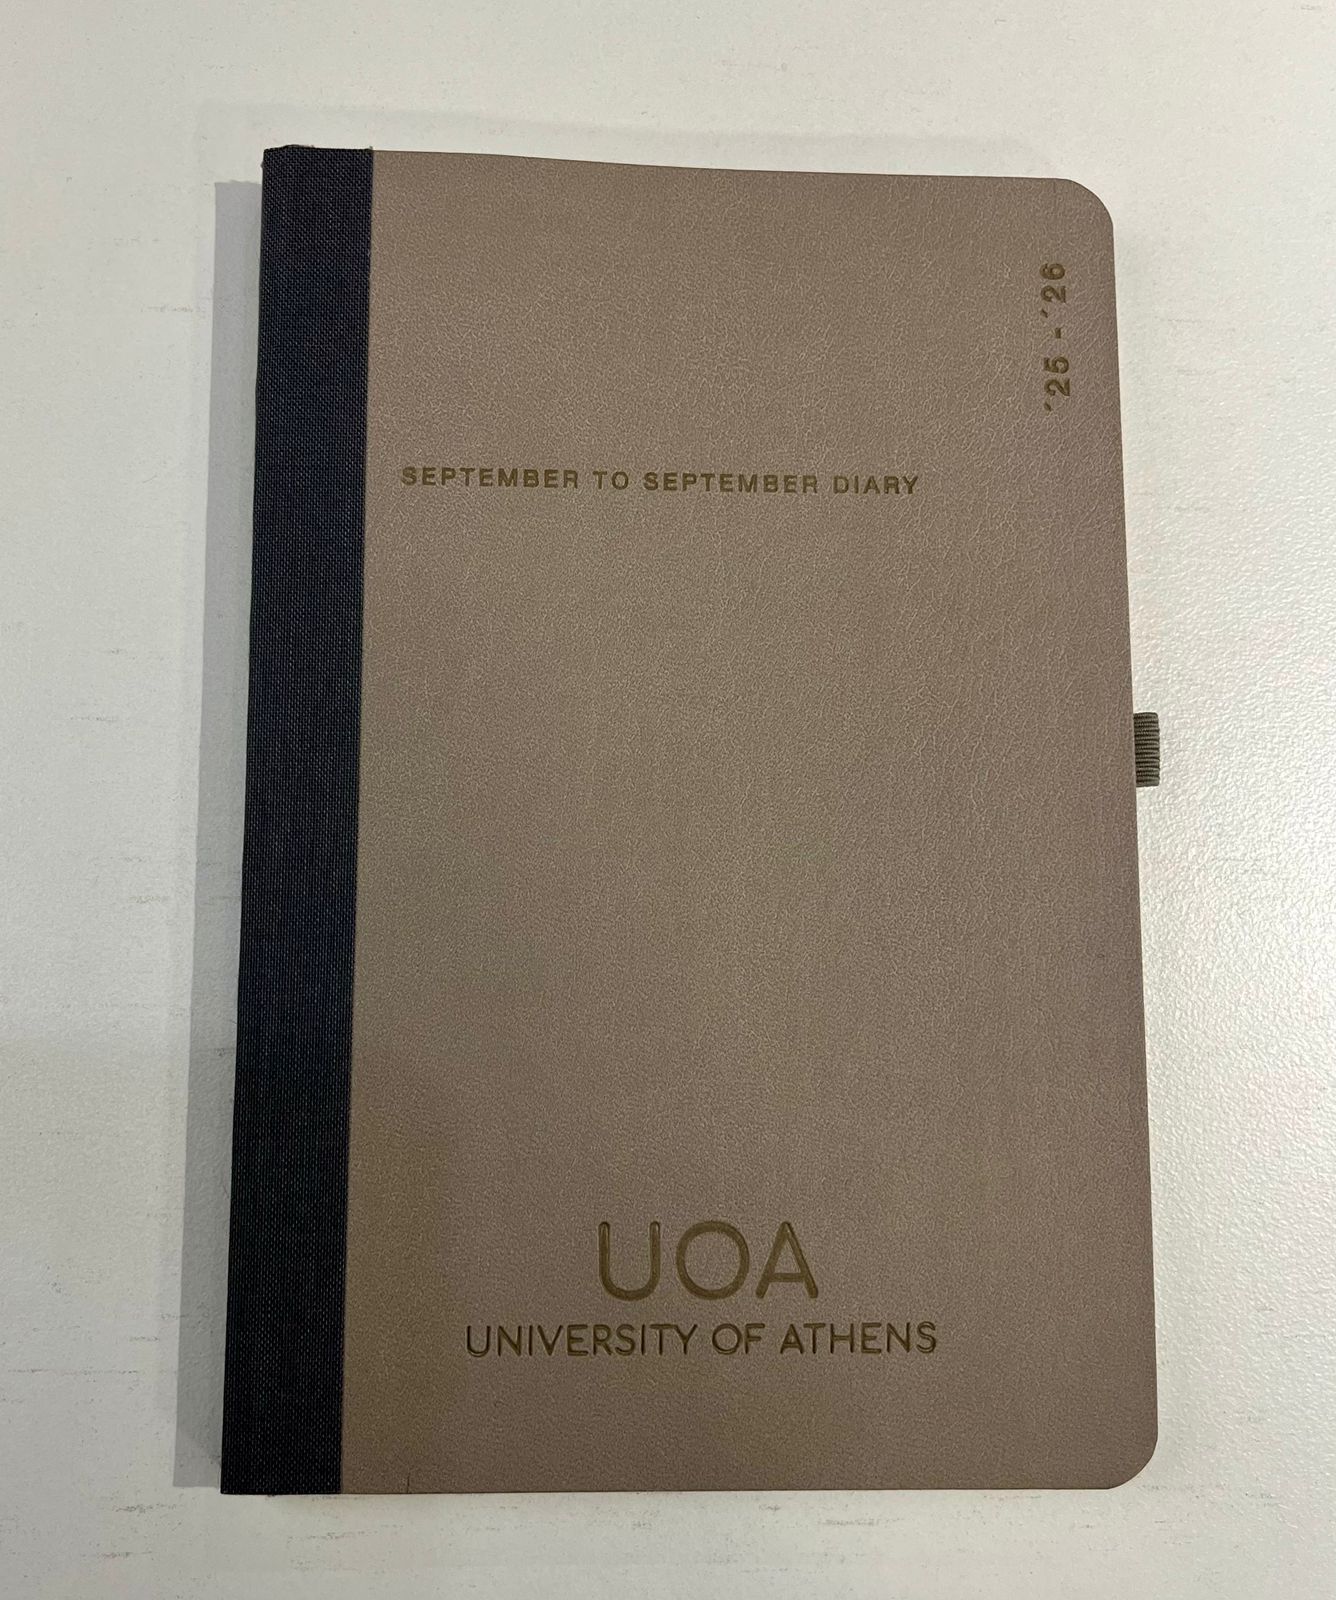 '25 - '26
SEPTEMBER TO SEPTEMBER DIARY
UOA
UNIVERSITY OF ATHENS